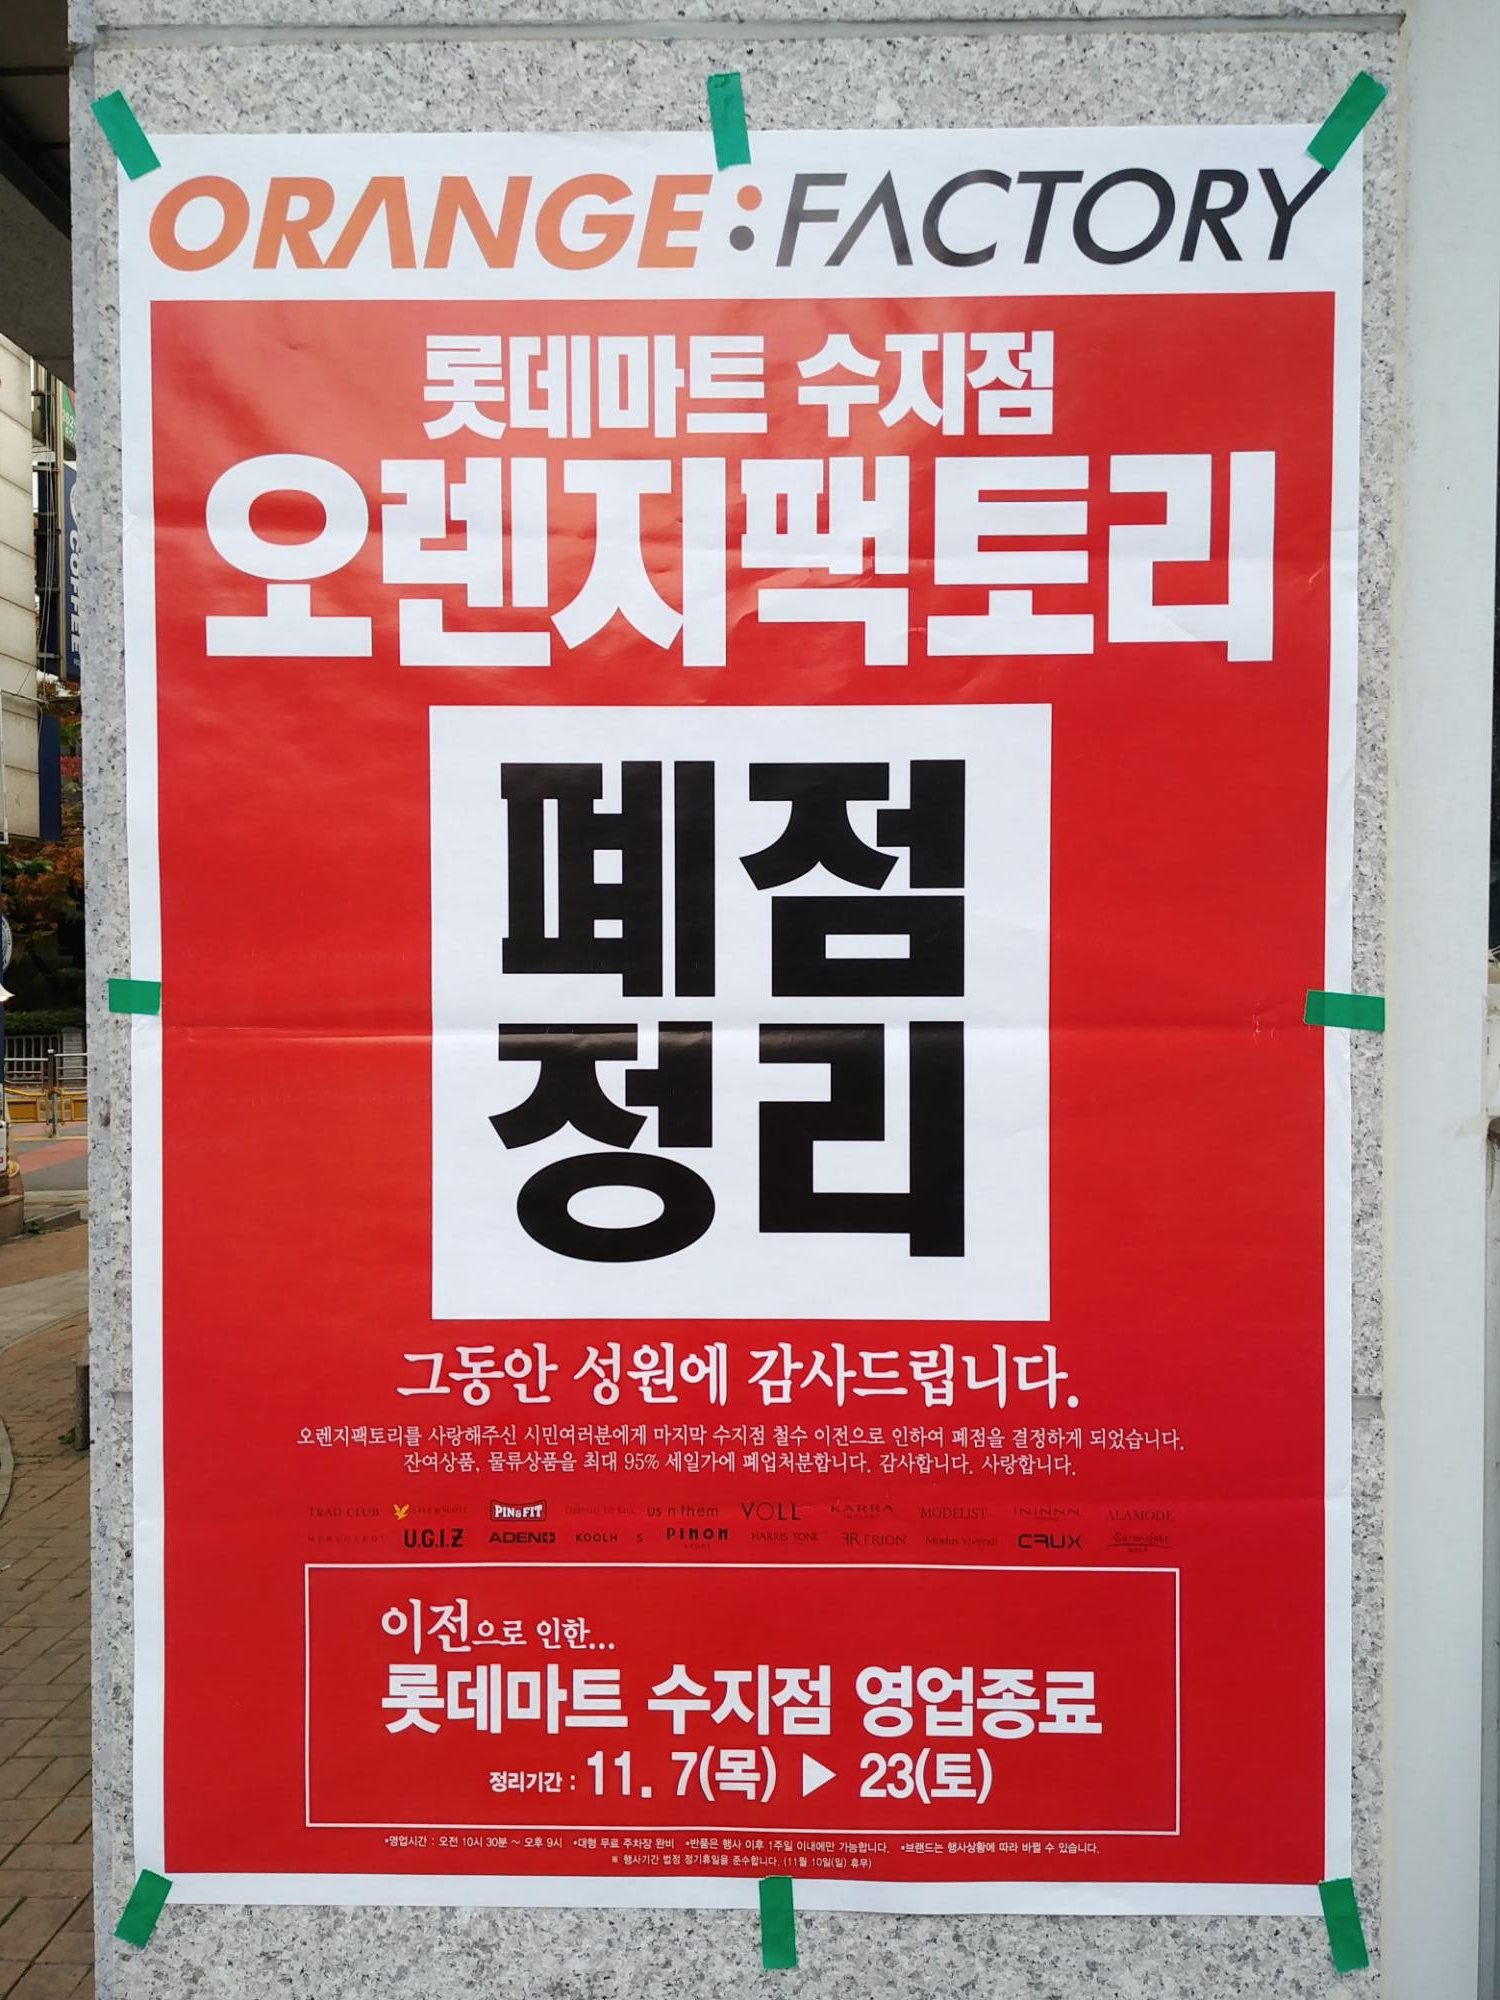 ORANGE:FACTORY
롯데마트 수지점
오렌지팩토리
폐점
정리
그동안 성원에 감사드립니다.
오렌지팩토리를 사랑해주신 시민여러분에게 마지막 수지점 철수 이전으로 인하여 폐점을 결정하게 되었습니다.
잔여상품, 물류상품을 최대 95% 세일가에 폐업처분합니다. 감사합니다. 사랑합니다.
TRAD CLUB LYLE & SCOTT PING FIT DESIRED TO KILL us n them VOLL KARRA MODELIST ININNN ALAMODE
U.G.I.Z ADEN KOOLH S PIMON SPORT HARRIS TONE FRION Modus Vivendi CRUX
이전으로 인한...
롯데마트 수지점 영업종료
정리기간 : 11. 7(목) ▶ 23(토)
•영업시간 : 오전 10시 30분 ~ 오후 9시 •대형 무료 주차장 완비 •반품은 행사 이후 1주일 이내에만 가능합니다. •브랜드는 행사상황에 따라 바뀔 수 있습니다.
※ 행사기간 법정 정기휴일을 준수합니다. (11월 10일(일) 휴무)
COFFEE